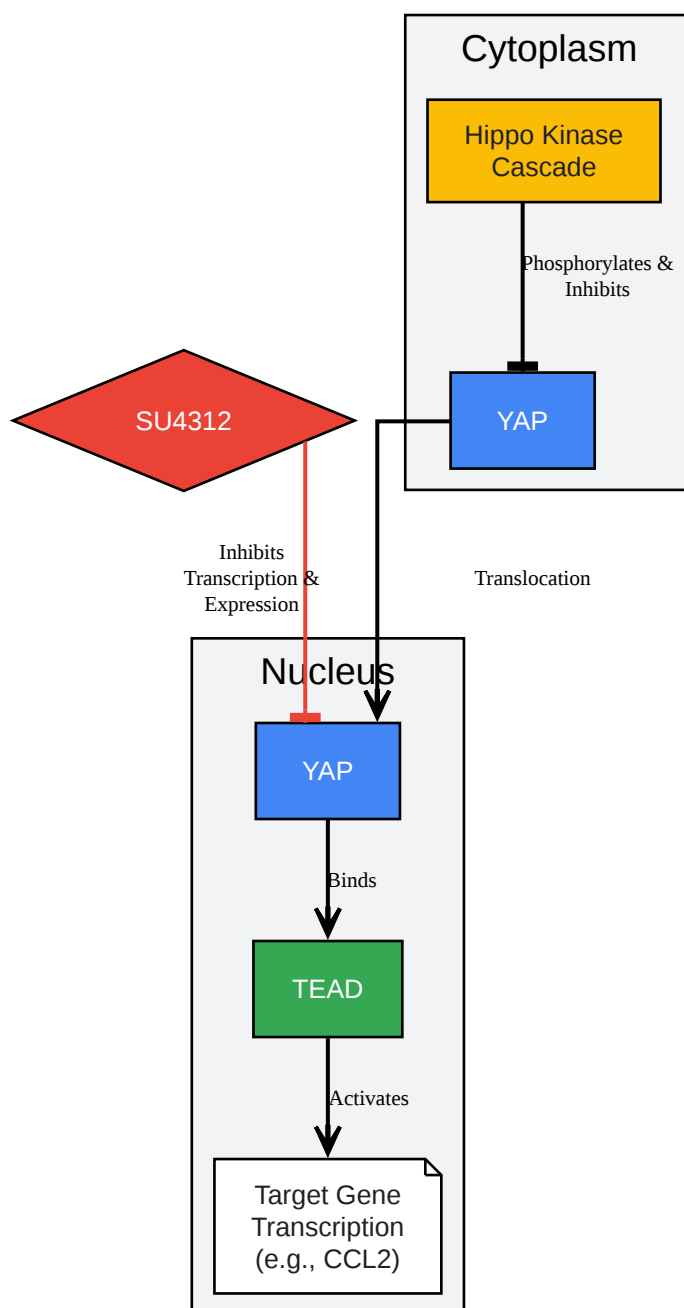 Cytoplasm
Hippo Kinase
Cascade
Phosphorylates &
Inhibits
SU4312
YAP
Inhibits
Transcription &
Expression
Translocation
Nucleus
YAP
Binds
TEAD
Activates
Target Gene
Transcription
(e.g., CCL2)